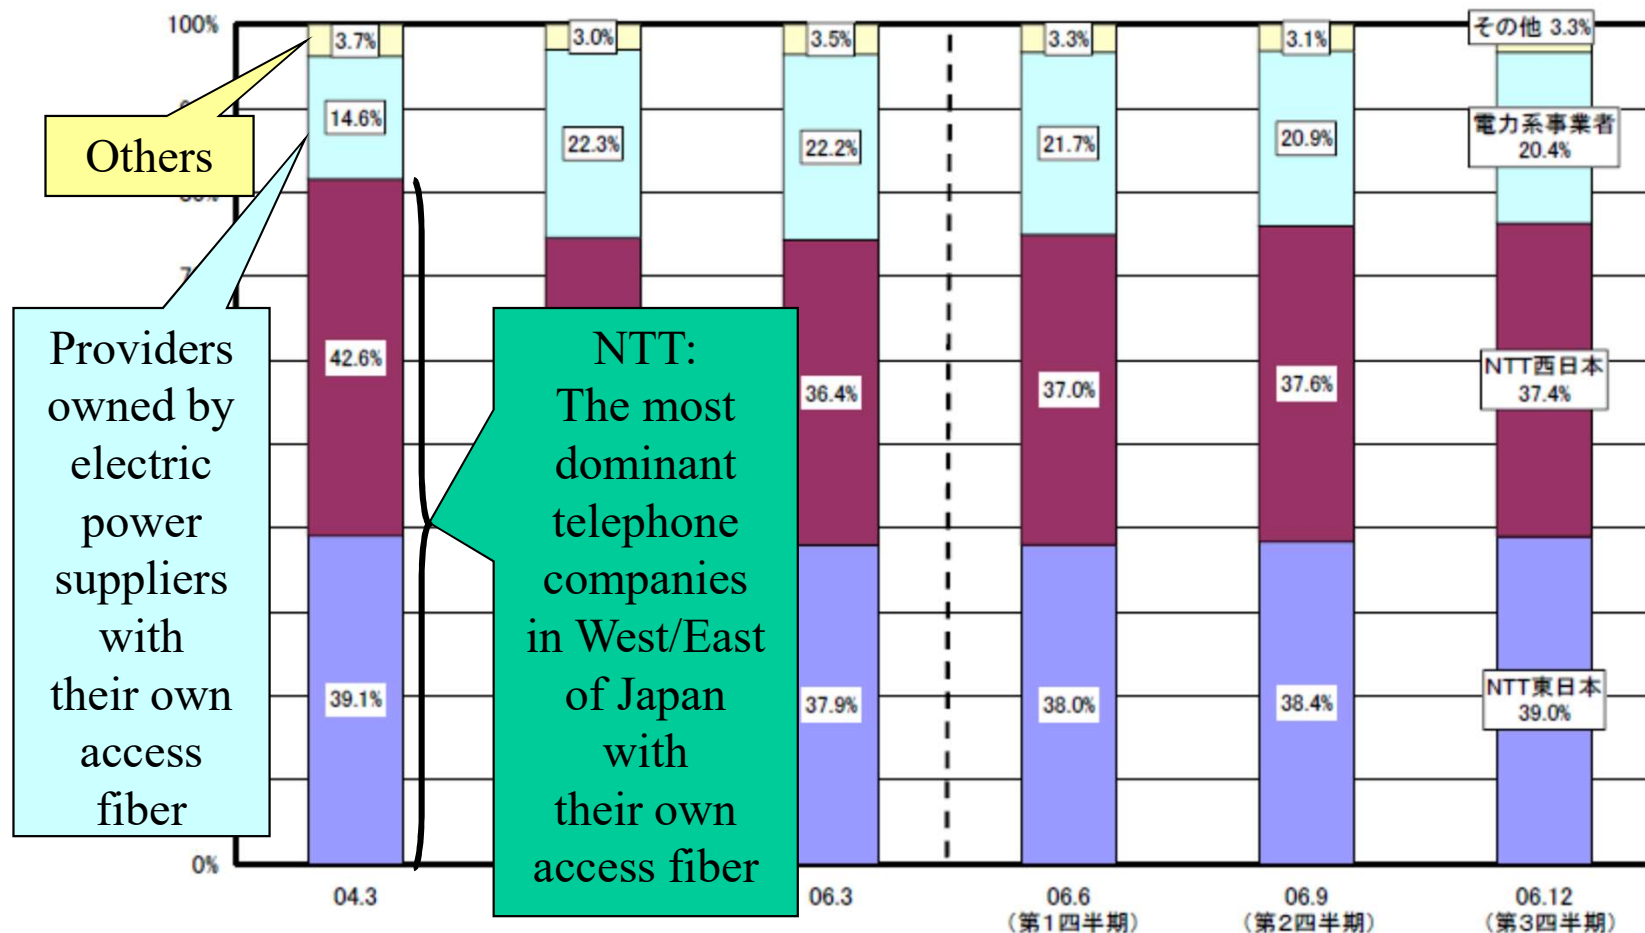 100%
3.7%
3.0%
3.5%
3.3%
3.1%
その他 3.3%
14.6%
22.3%
22.2%
21.7%
20.9%
電力系事業者
20.4%
Others
Providers
owned by
electric
power
suppliers
with
their own
access
fiber
42.6%
NTT:
The most
dominant
telephone
companies
in West/East
of Japan
with
their own
access fiber
36.4%
37.0%
37.6%
NTT西日本
37.4%
39.1%
37.9%
38.0%
38.4%
NTT東日本
39.0%
0%
04.3
06.3
06.6
(第1四半期)
06.9
(第2四半期)
06.12
(第3四半期)